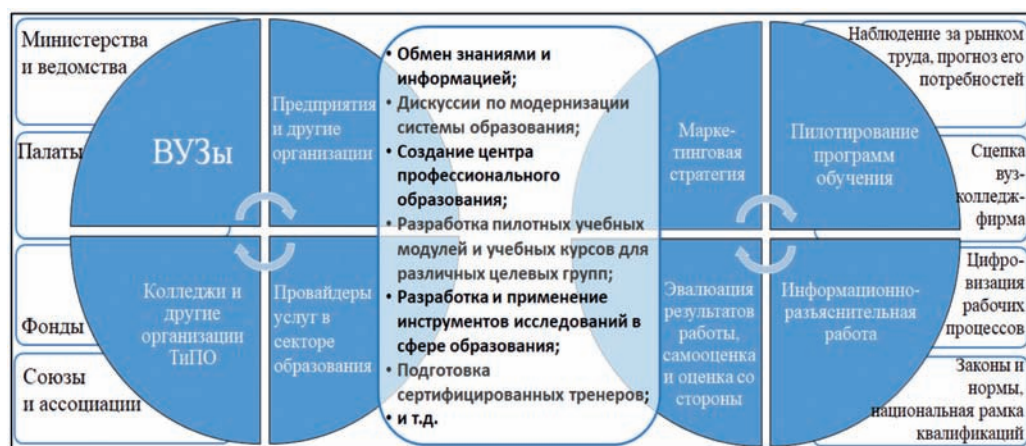 Министерства
и ведомства
Палаты
Фонды
Союзы
и ассоциации
ВУЗы
Предприятия
и другие
организации
Колледжи и
другие
организации
ТиПО
Провайдеры
услуг в
секторе
образования
• Обмен знаниями и
информацией;
• Дискуссии по модернизации
системы образования;
• Создание центра
профессионального
образования;
• Разработка пилотных учебных
модулей и учебных курсов для
различных целевых групп;
• Разработка и применение
инструментов исследований в
сфере образования;
• Подготовка
сертифицированных тренеров;
• и т.д.
Марке-
тинговая
стратегия
Пилотирование
программ
обучения
Эвалюация
результатов
работы,
самооценка
и оценка со
стороны
Информационно-
разъяснительная
работа
Наблюдение за рынком
труда, прогноз его
потребностей
Сцепка
вуз-
колледж-
фирма
Цифро-
визация
рабочих
процессов
Законы и
нормы,
национальная рамка
квалификаций